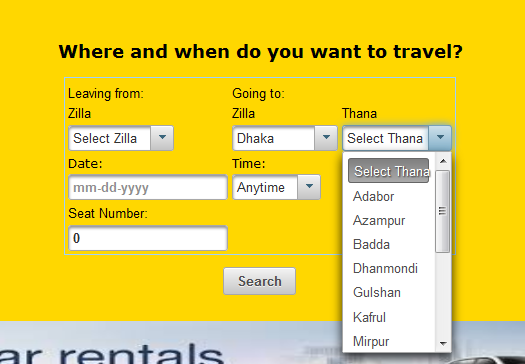 Where and when do you want to travel?
Leaving from: Going to:
Zilla Zilla Thana
Select Zilla Dhaka Select Thana
Date: Time:
mm-dd-yyyy Anytime
Seat Number:
0
Search
Select Thana
Adabor
Azampur
Badda
Dhanmondi
Gulshan
Kafrul
Mirpur
ar rentals